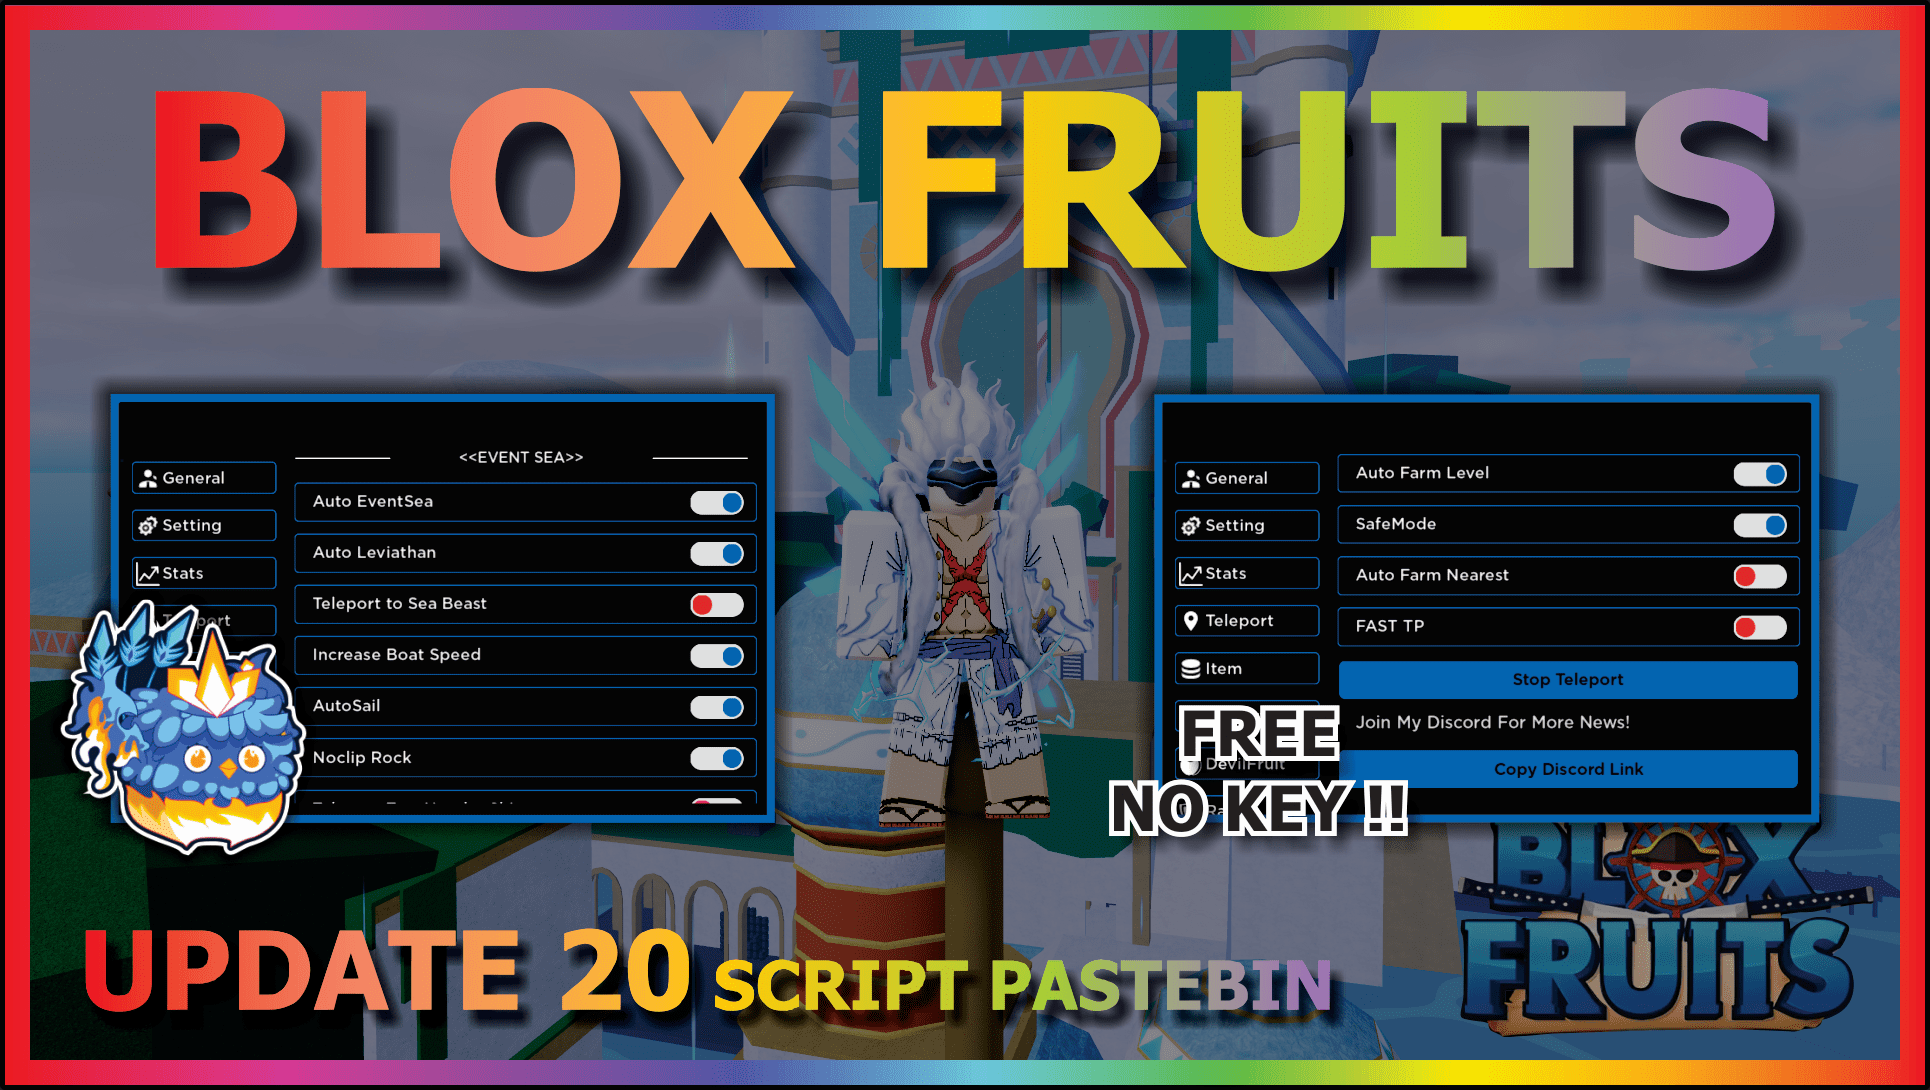 BLOX FRUITS
<<EVENT SEA>>
General
Setting
Stats
Teleport
Auto EventSea
Auto Leviathan
Teleport to Sea Beast
Increase Boat Speed
AutoSail
Noclip Rock
General
Setting
Stats
Teleport
Item
DevilFruit
Auto Farm Level
SafeMode
Auto Farm Nearest
FAST TP
Stop Teleport
Join My Discord For More News!
Copy Discord Link
FREE
NO KEY !!
BLOX
FRUITS
UPDATE 20 SCRIPT PASTEBIN